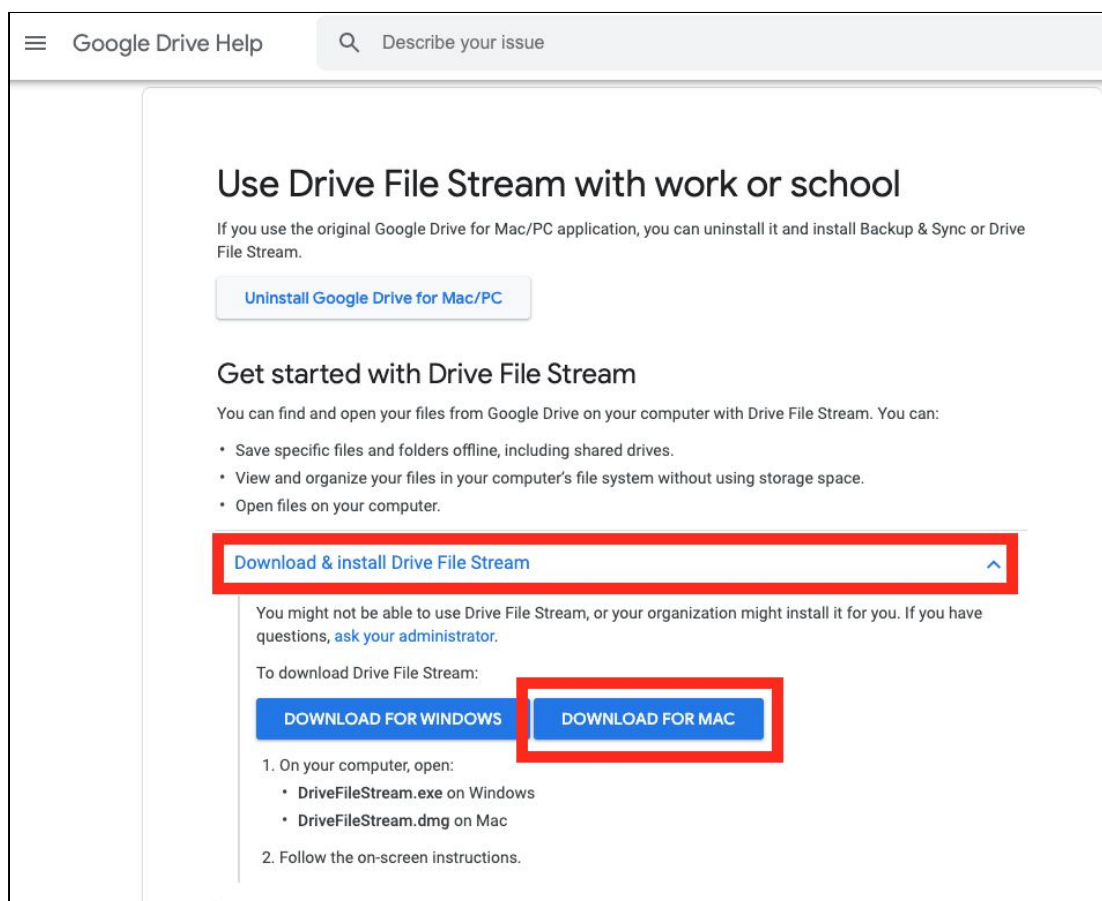 Google Drive Help
Describe your issue
Use Drive File Stream with work or school
If you use the original Google Drive for Mac/PC application, you can uninstall it and install Backup & Sync or Drive
File Stream.
Uninstall Google Drive for Mac/PC
Get started with Drive File Stream
You can find and open your files from Google Drive on your computer with Drive File Stream. You can:
• Save specific files and folders offline, including shared drives.
• View and organize your files in your computer's file system without using storage space.
• Open files on your computer.
Download & install Drive File Stream
You might not be able to use Drive File Stream, or your organization might install it for you. If you have
questions, ask your administrator.
To download Drive File Stream:
DOWNLOAD FOR WINDOWS DOWNLOAD FOR MAC
1. On your computer, open:
• DriveFileStream.exe on Windows
• DriveFileStream.dmg on Mac
2. Follow the on-screen instructions.